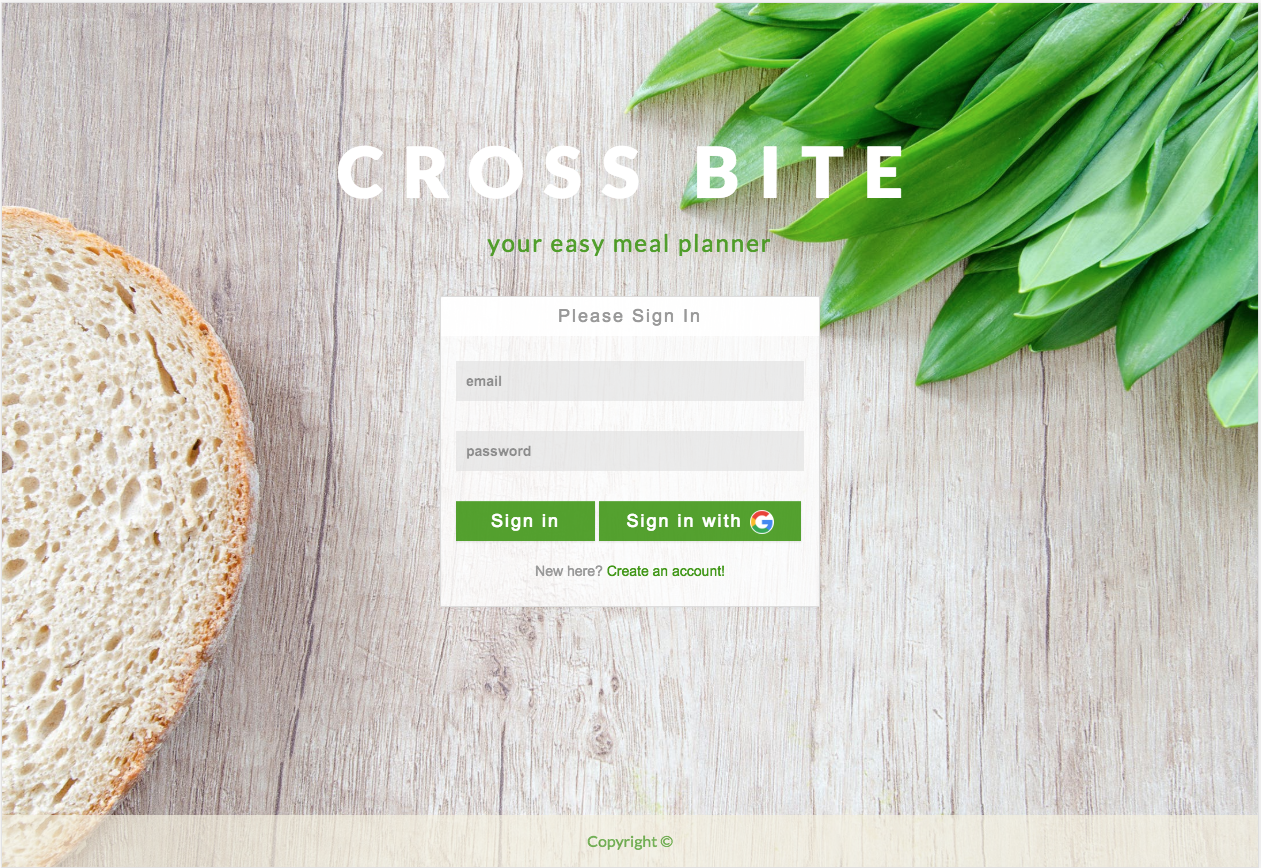 CROSS BITE
your easy meal planner
Please Sign In
email
password
Sign in
Sign in with G
New here? Create an account!
Copyright ©